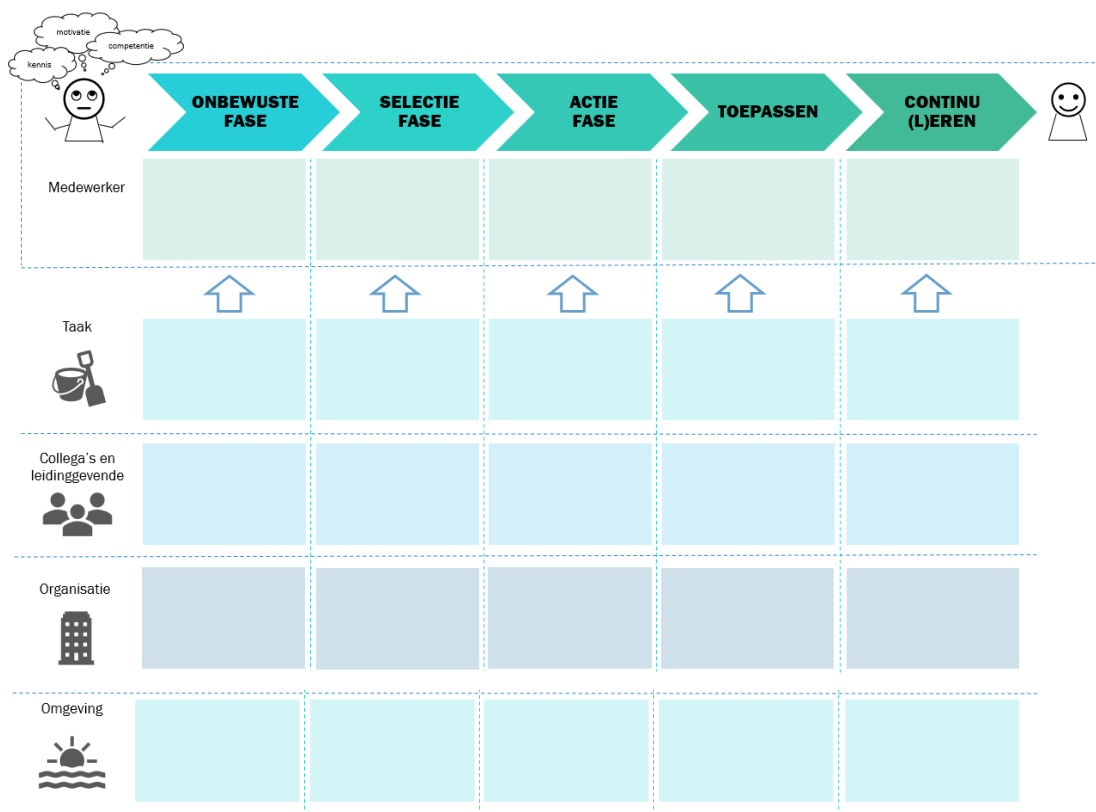 motivatie
competentie
kennis
ONBEWUSTE
FASE
SELECTIE
FASE
ACTIE
FASE
TOEPASSEN
CONTINU
(L)EREN
Medewerker
Taak
Collega's en
leidinggevende
Organisatie
Omgeving